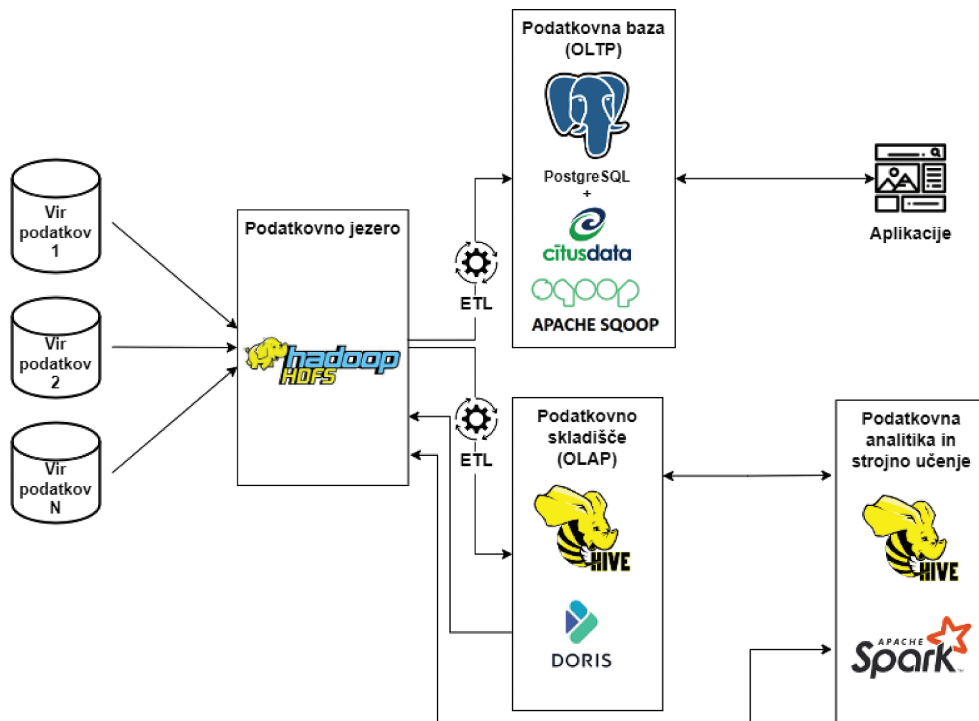 Podatkovna baza
(OLTP)
PostgreSQL
+
citusdata
sqoop
APACHE SQOOP
Aplikacije
Vir
podatkov
1
Vir
podatkov
2
Vir
podatkov
N
Podatkovno jezero
hadoop
HDFS
ETL
ETL
Podatkovno
skladišče
(OLAP)
HIVE
DORIS
Podatkovna
analitika in
strojno učenje
HIVE
APACHE
Spark